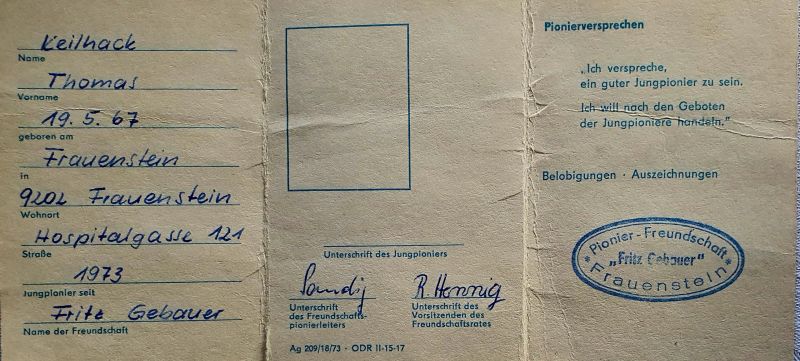 Keilhack
Name
Thomas
Vorname
19. 5. 67
geboren am
Frauenstein
in
9202 Frauenstein
Wohnort
Hospitalgasse 121
Straße
1973
Jungpionier seit
Fritz Gebauer
Name der Freundschaft
Unterschrift des Jungpioniers
Sandig
Unterschrift
des Freundschafts-
pionierleiters
R. Hennig
Unterschrift des
Vorsitzenden des
Freundschaftsrates
Ag 209/18/73 · ODR II-15-17
Pionierversprechen
„Ich verspreche,
ein guter Jungpionier zu sein.
Ich will nach den Geboten
der Jungpioniere handeln.”
Belobigungen · Auszeichnungen
* Pionier-Freundschaft *
„Fritz Gebauer"
Frauenstein